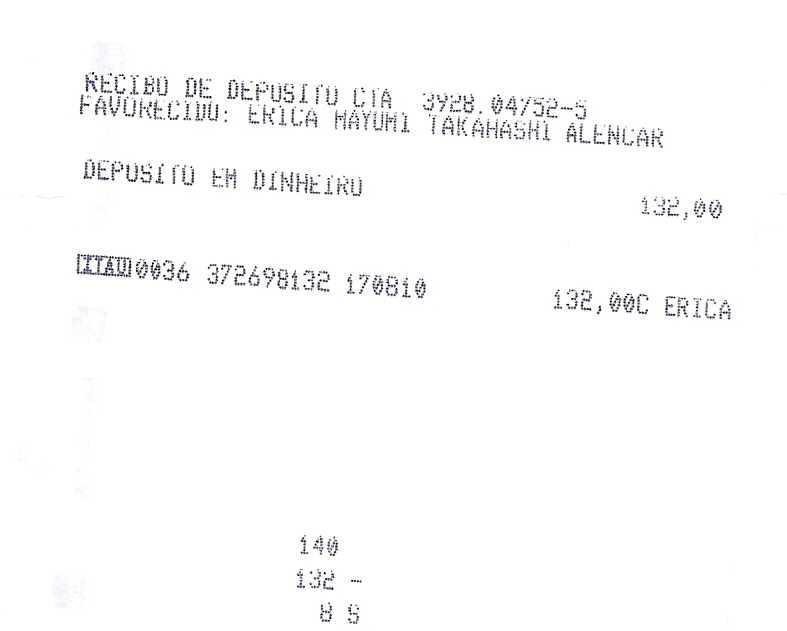 RECIBO DE DEPOSITO CTA 3928.04752-5
FAVORECIDO: ERICA MAYUMI TAKAHASHI ALENCAR
DEPOSITO EM DINHEIRO 132,00
ITAU 0036 372698132 170810 132,00C ERICA
140
132 -
8 S